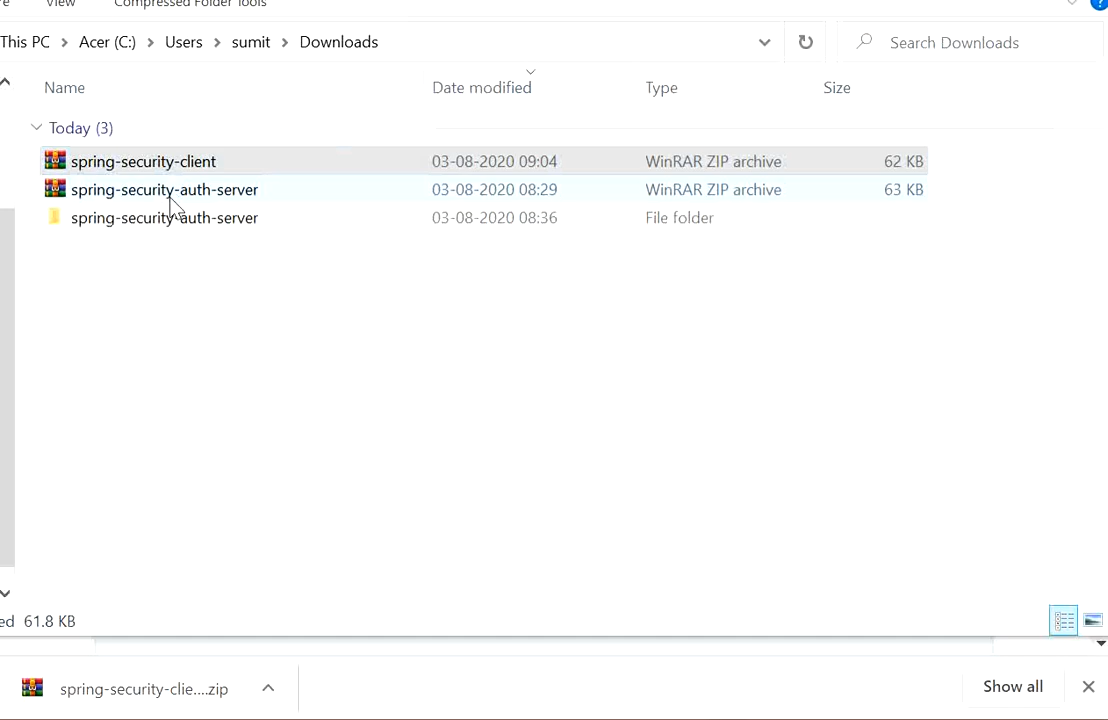 View Compressed Folder Tools
This PC > Acer (C:) > Users > sumit > Downloads Search Downloads
Name Date modified Type Size
Today (3)
spring-security-client 03-08-2020 09:04 WinRAR ZIP archive 62 KB
spring-security-auth-server 03-08-2020 08:29 WinRAR ZIP archive 63 KB
spring-security-auth-server 03-08-2020 08:36 File folder
ed 61.8 KB
spring-security-clie....zip Show all